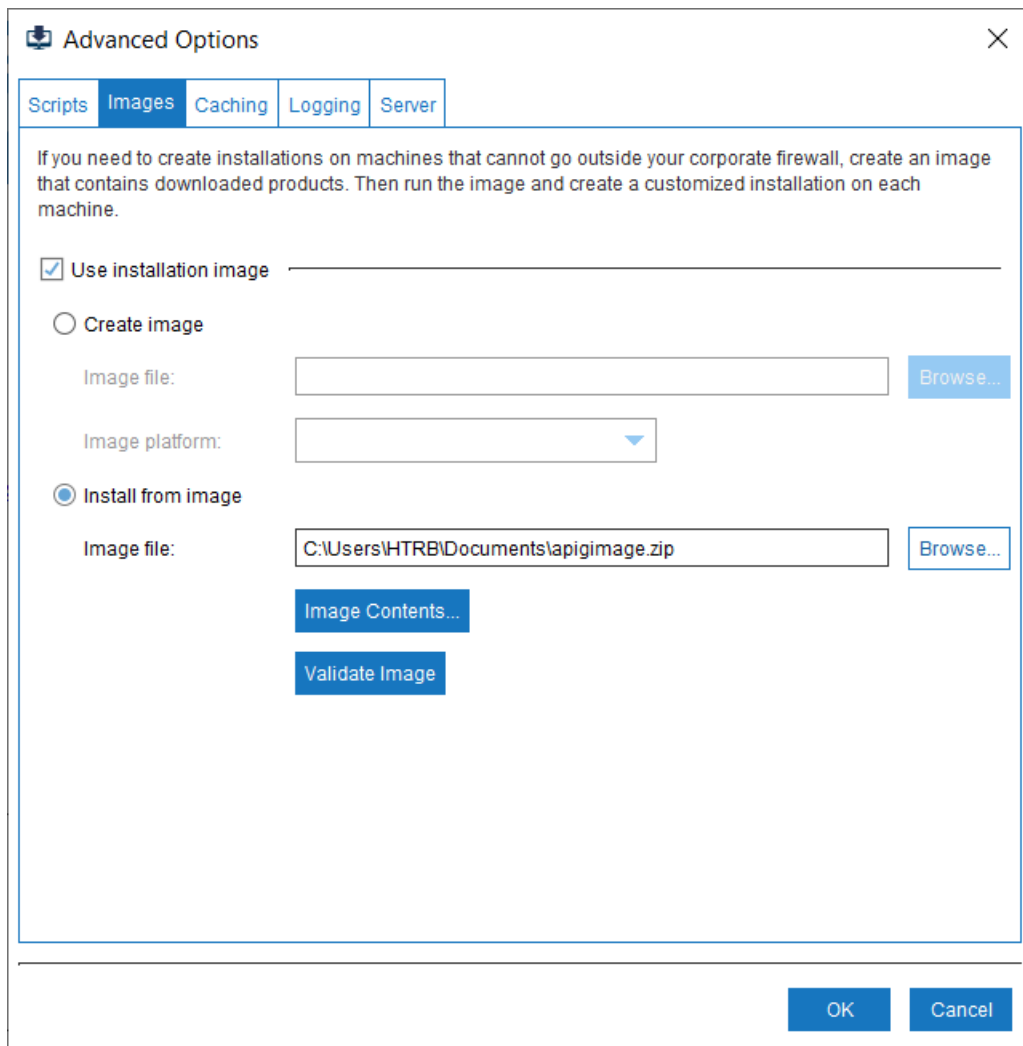 Advanced Options
Scripts Images Caching Logging Server
If you need to create installations on machines that cannot go outside your corporate firewall, create an image
that contains downloaded products. Then run the image and create a customized installation on each
machine.
Use installation image
Create image
Image file: Browse...
Image platform:
Install from image
Image file: C:\Users\HTRB\Documents\apigimage.zip Browse...
Image Contents...
Validate Image
OK Cancel